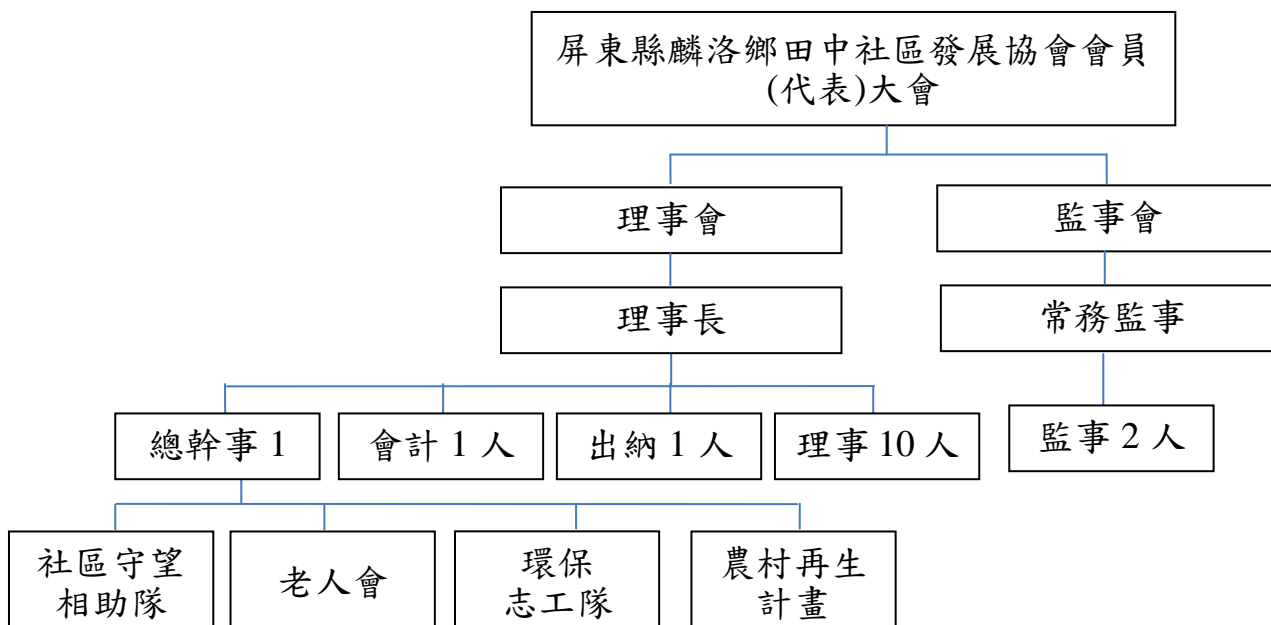 屏東縣麟洛鄉田中社區發展協會會員
(代表)大會
理事會
監事會
理事長
常務監事
總幹事 1
會計 1 人
出納 1 人
理事 10 人
監事 2 人
社區守望
相助隊
老人會
環保
志工隊
農村再生
計畫